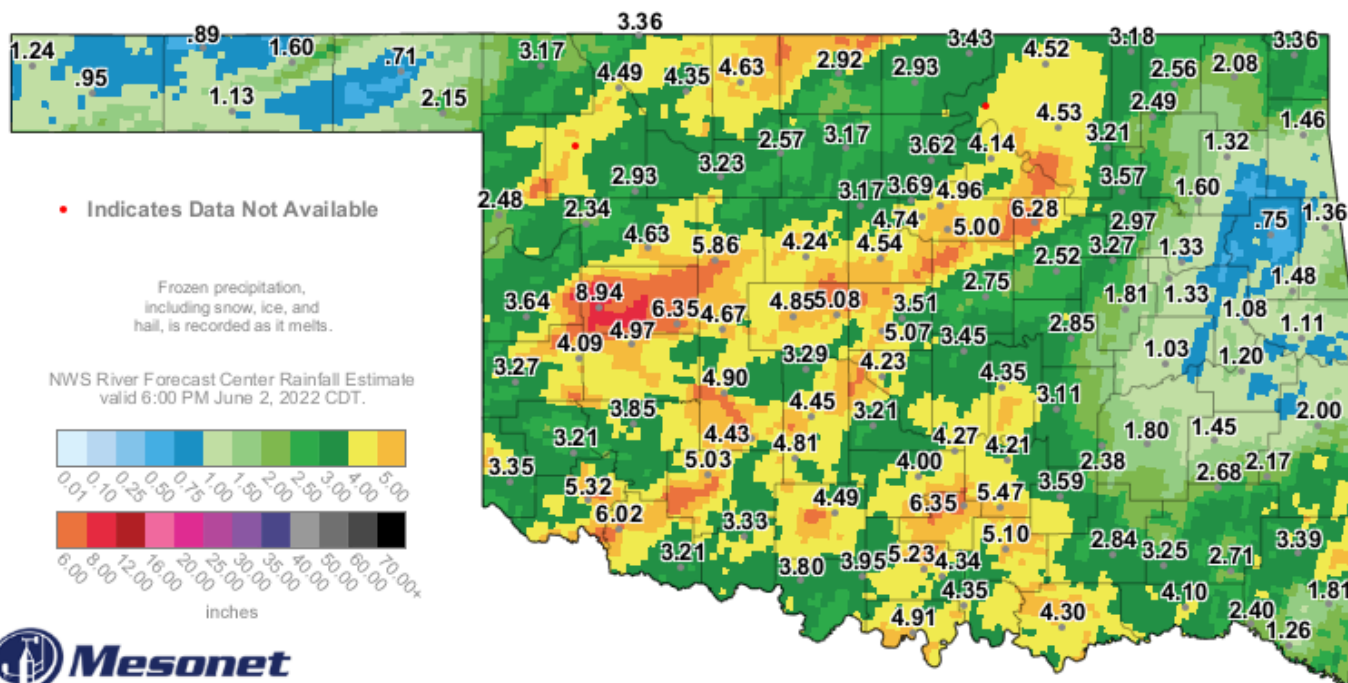 3.36
.89 3.43 3.18 3.36
1.24 1.60 .71 3.17 2.92 4.52
.95 4.49 4.35 4.63 2.93 2.56 2.08
1.13 2.15 2.49
4.53 1.46
2.57 3.17 3.62 4.14 3.21 1.32
2.93 3.23 3.57
2.48 3.17 3.69 4.96 1.60
• Indicates Data Not Available
2.34 4.74 5.00 6.28 2.97 .75 1.36
4.63 5.86 4.24 4.54 2.52 3.27 1.33
Frozen precipitation,
including snow, ice, and
hail, is recorded as it melts.
2.75 1.48
3.64 8.94 6.35 4.67 4.85 5.08 3.51 1.81 1.33 1.08
4.97 5.07 3.45 2.85 1.11
4.09 3.29 4.23 1.03 1.20
3.27 4.90 4.35 3.11
NWS River Forecast Center Rainfall Estimate
valid 6:00 PM June 2, 2022 CDT.
3.85 4.45 3.21 2.00
3.21 4.43 4.81 4.27 4.21 1.80 1.45
3.35 5.03 4.00 2.38 2.68 2.17
0.01 0.10 0.25 0.50 0.75 1.00 1.50 2.00 2.50 3.00 4.00 5.00
5.32 4.49 6.35 5.47 3.59
6.02 3.33 5.10
3.21 3.80 3.95 5.23 4.34 2.84 3.25 2.71 3.39
6.00 8.00 12.00 16.00 20.00 25.00 30.00 35.00 40.00 50.00 60.00 70.00+
inches
4.91 4.35 4.30 4.10 2.40 1.81
1.26
Mesonet